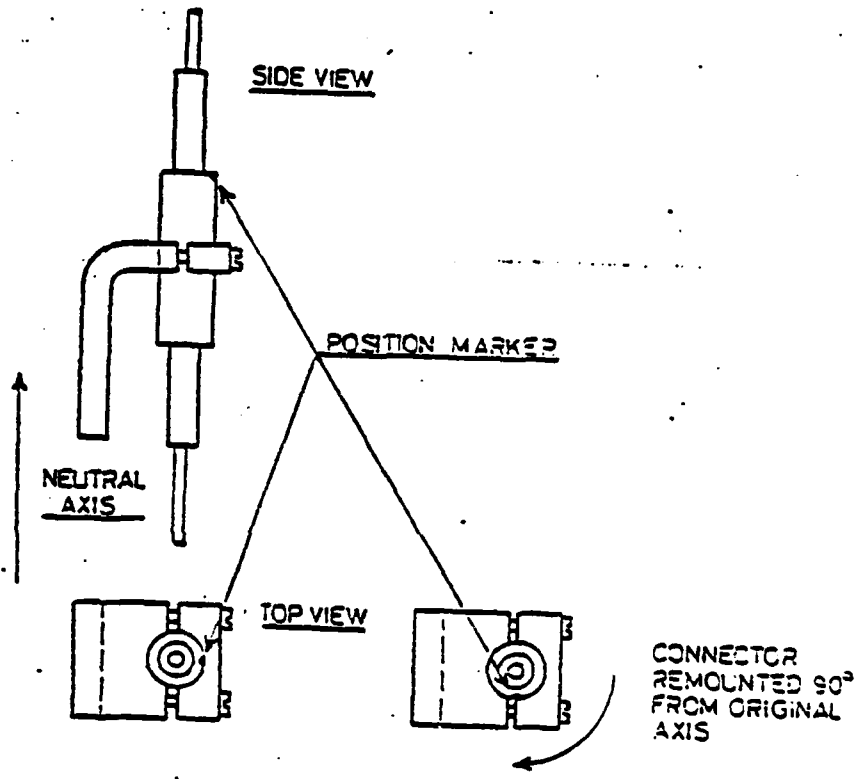 SIDE VIEW
POSITION MARKER
NEUTRAL
AXIS
TOP VIEW
CONNECTOR
REMOUNTED 90°
FROM ORIGINAL
AXIS